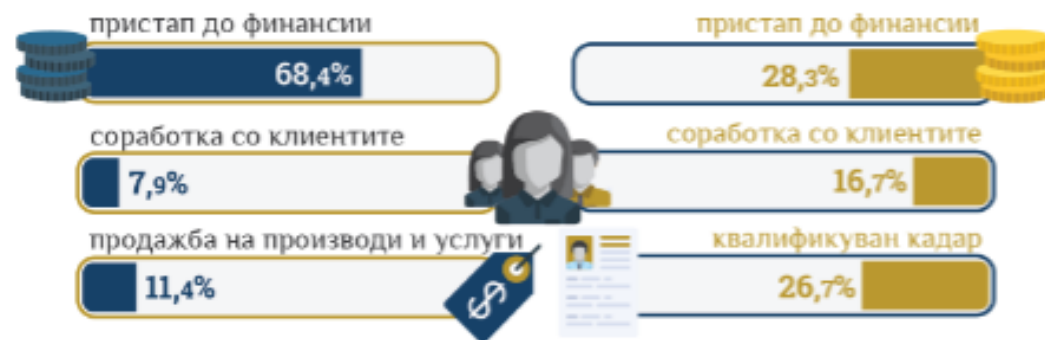 пристап до финансии
пристап до финансии
68,4%
28,3%
соработка со клиентите
соработка со клиентите
7,9%
16,7%
продажба на производи и услуги
квалификуван кадар
11,4%
$
26,7%